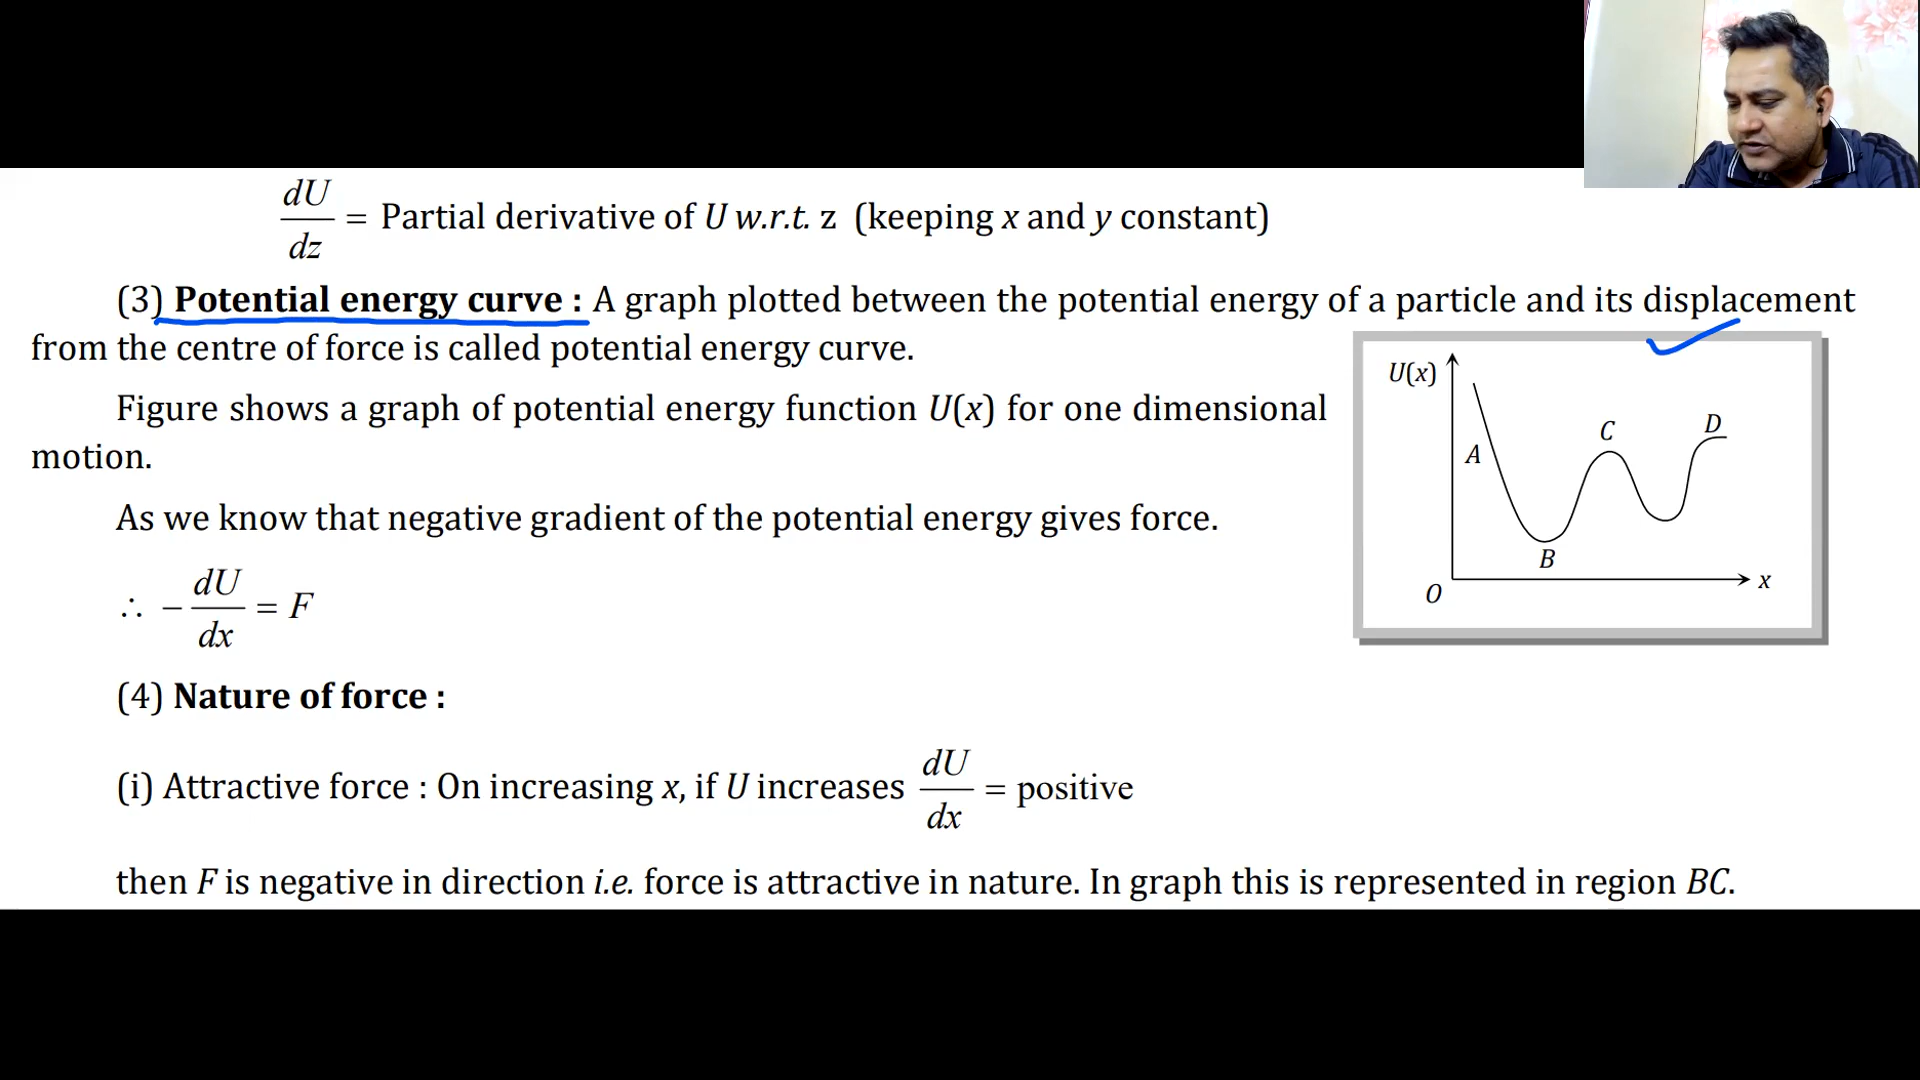 dU/dz = Partial derivative of U w.r.t. z (keeping x and y constant)
(3) Potential energy curve : A graph plotted between the potential energy of a particle and its displacement
from the centre of force is called potential energy curve.
Figure shows a graph of potential energy function U(x) for one dimensional
motion.
As we know that negative gradient of the potential energy gives force.
∴ − dU/dx = F
U(x)
A
B
C
D
O
x
(4) Nature of force :
(i) Attractive force : On increasing x, if U increases dU/dx = positive
then F is negative in direction i.e. force is attractive in nature. In graph this is represented in region BC.